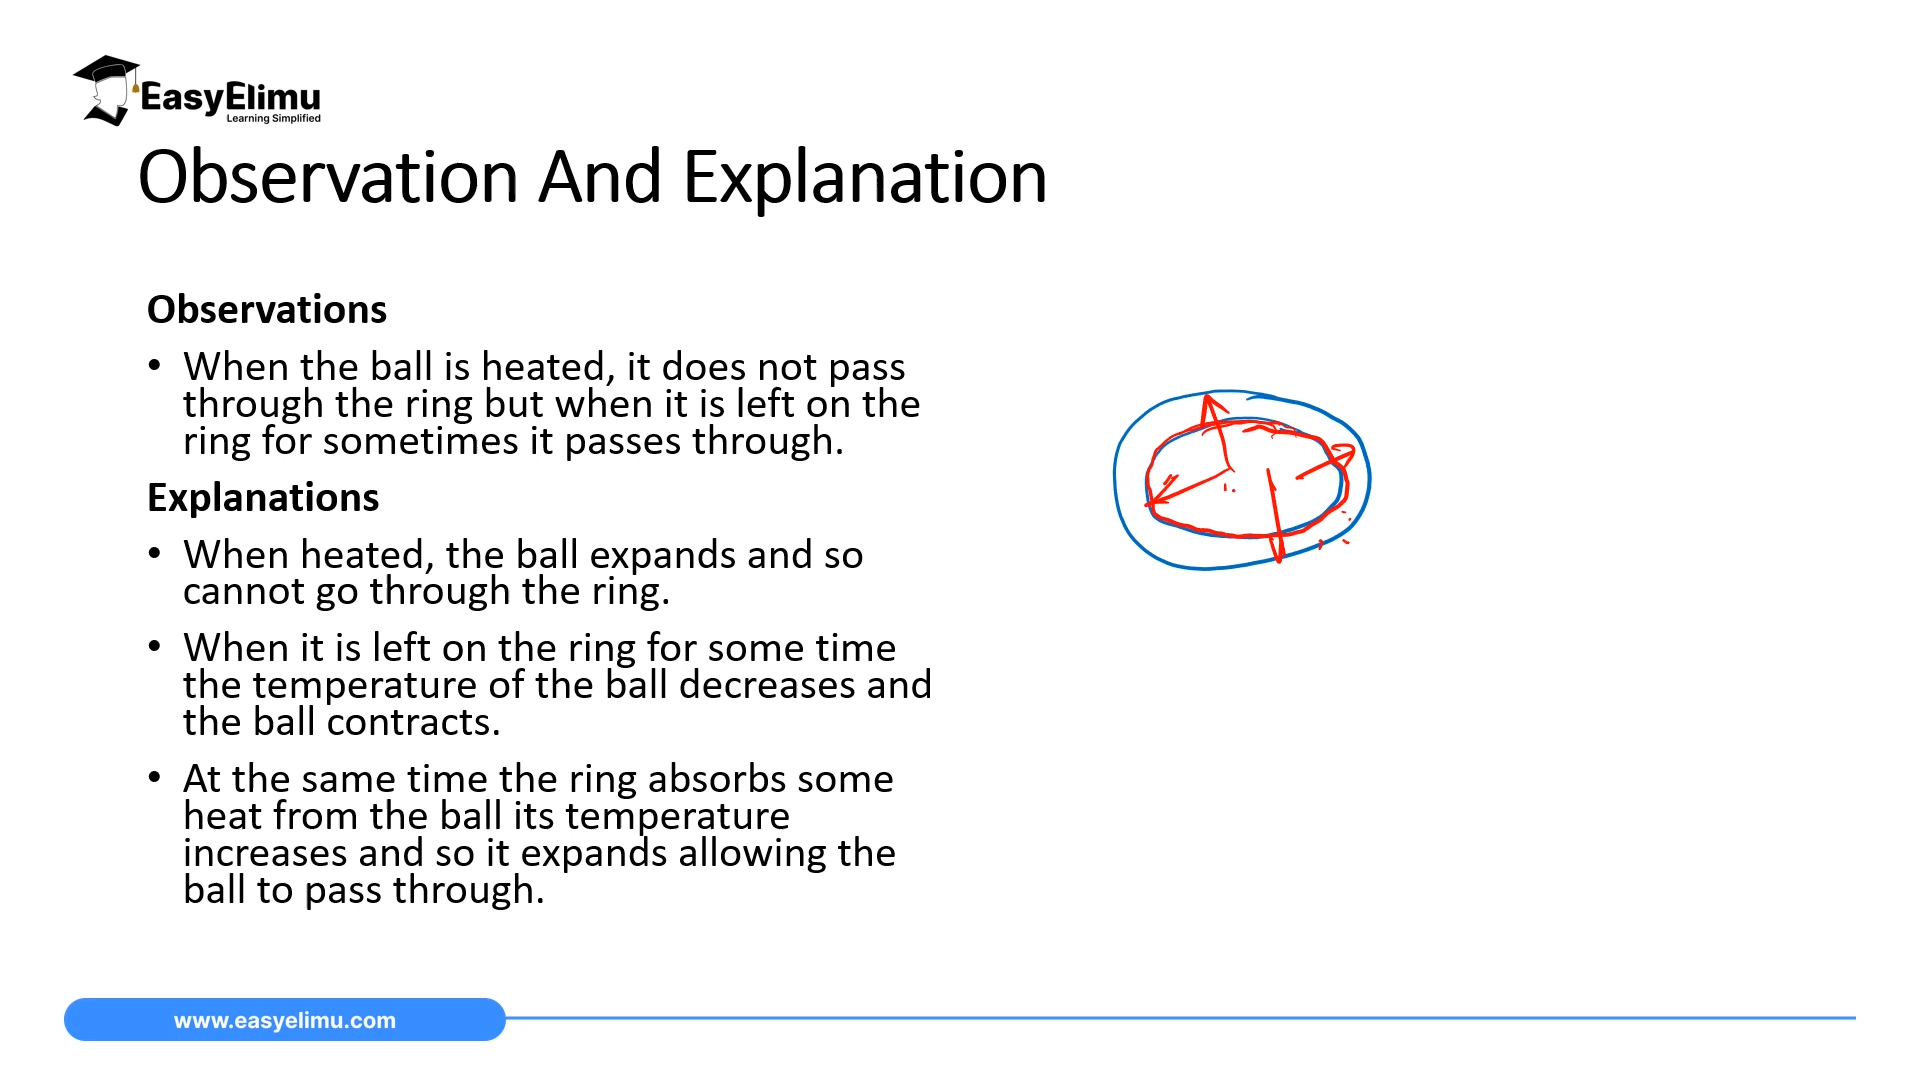 EasyElimu
Learning Simplified
Observation And Explanation
Observations
• When the ball is heated, it does not pass
through the ring but when it is left on the
ring for sometimes it passes through.
Explanations
• When heated, the ball expands and so
cannot go through the ring.
• When it is left on the ring for some time
the temperature of the ball decreases and
the ball contracts.
• At the same time the ring absorbs some
heat from the ball its temperature
increases and so it expands allowing the
ball to pass through.
www.easyelimu.com